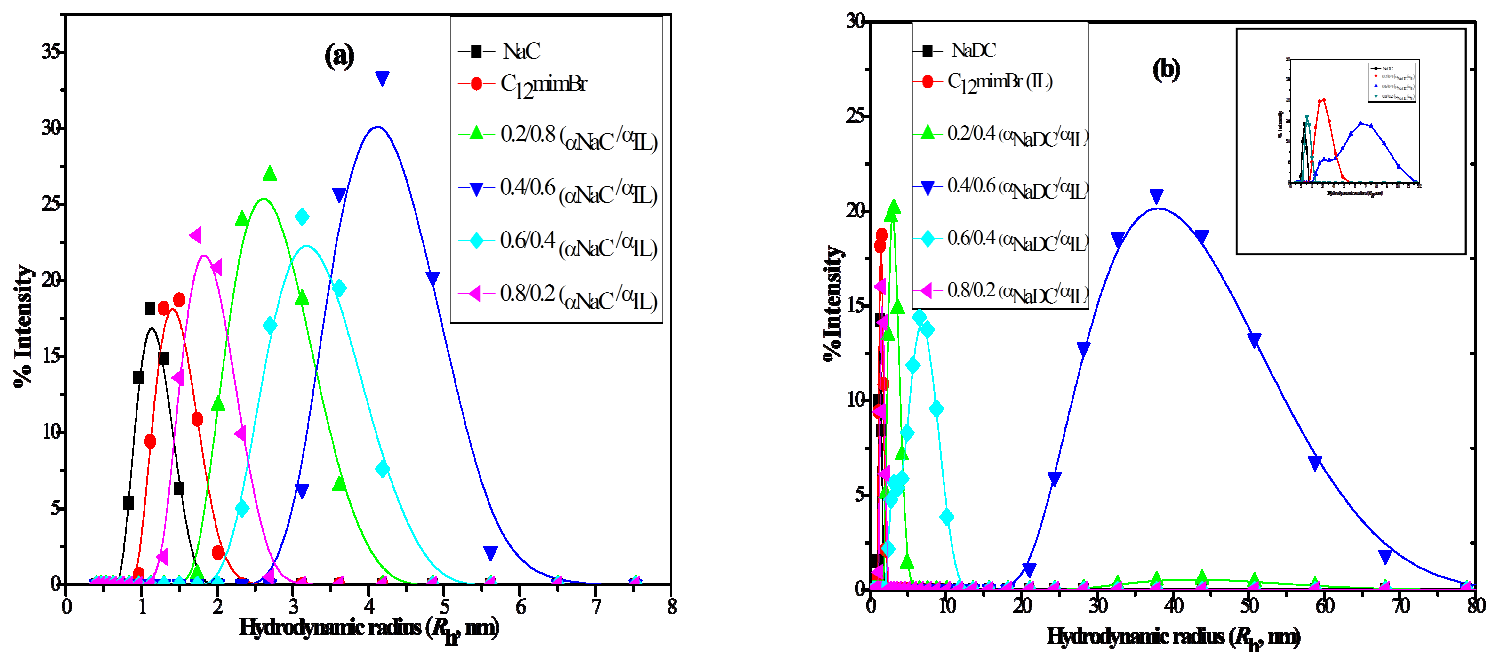 (a)
NaC
C12mimBr
0.2/0.8 (αNaC/αIL)
0.4/0.6 (αNaC/αIL)
0.6/0.4 (αNaC/αIL)
0.8/0.2 (αNaC/αIL)
% Intensity
35
30
25
20
15
10
5
0
0 1 2 3 4 5 6 7 8
Hydrodynamic radius (Rh, nm)
(b)
NaDC
C12mimBr (IL)
0.2/0.4 (αNaDC/αIL)
0.4/0.6 (αNaDC/αIL)
0.6/0.4 (αNaDC/αIL)
0.8/0.2 (αNaDC/αIL)
%Intensity
30
25
20
15
10
5
0
0 10 20 30 40 50 60 70 80
Hydrodynamic radius (Rh, nm)
% Intensity